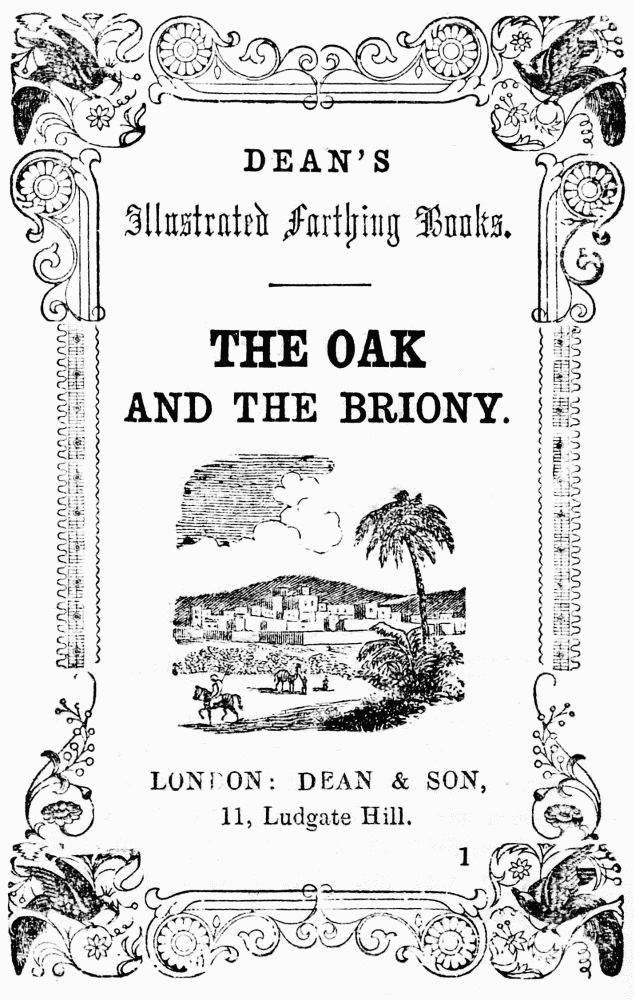 DEAN'S
Illustrated Farthing Books.
THE OAK
AND THE BRIONY.
LONDON: DEAN & SON,
11, Ludgate Hill.
1